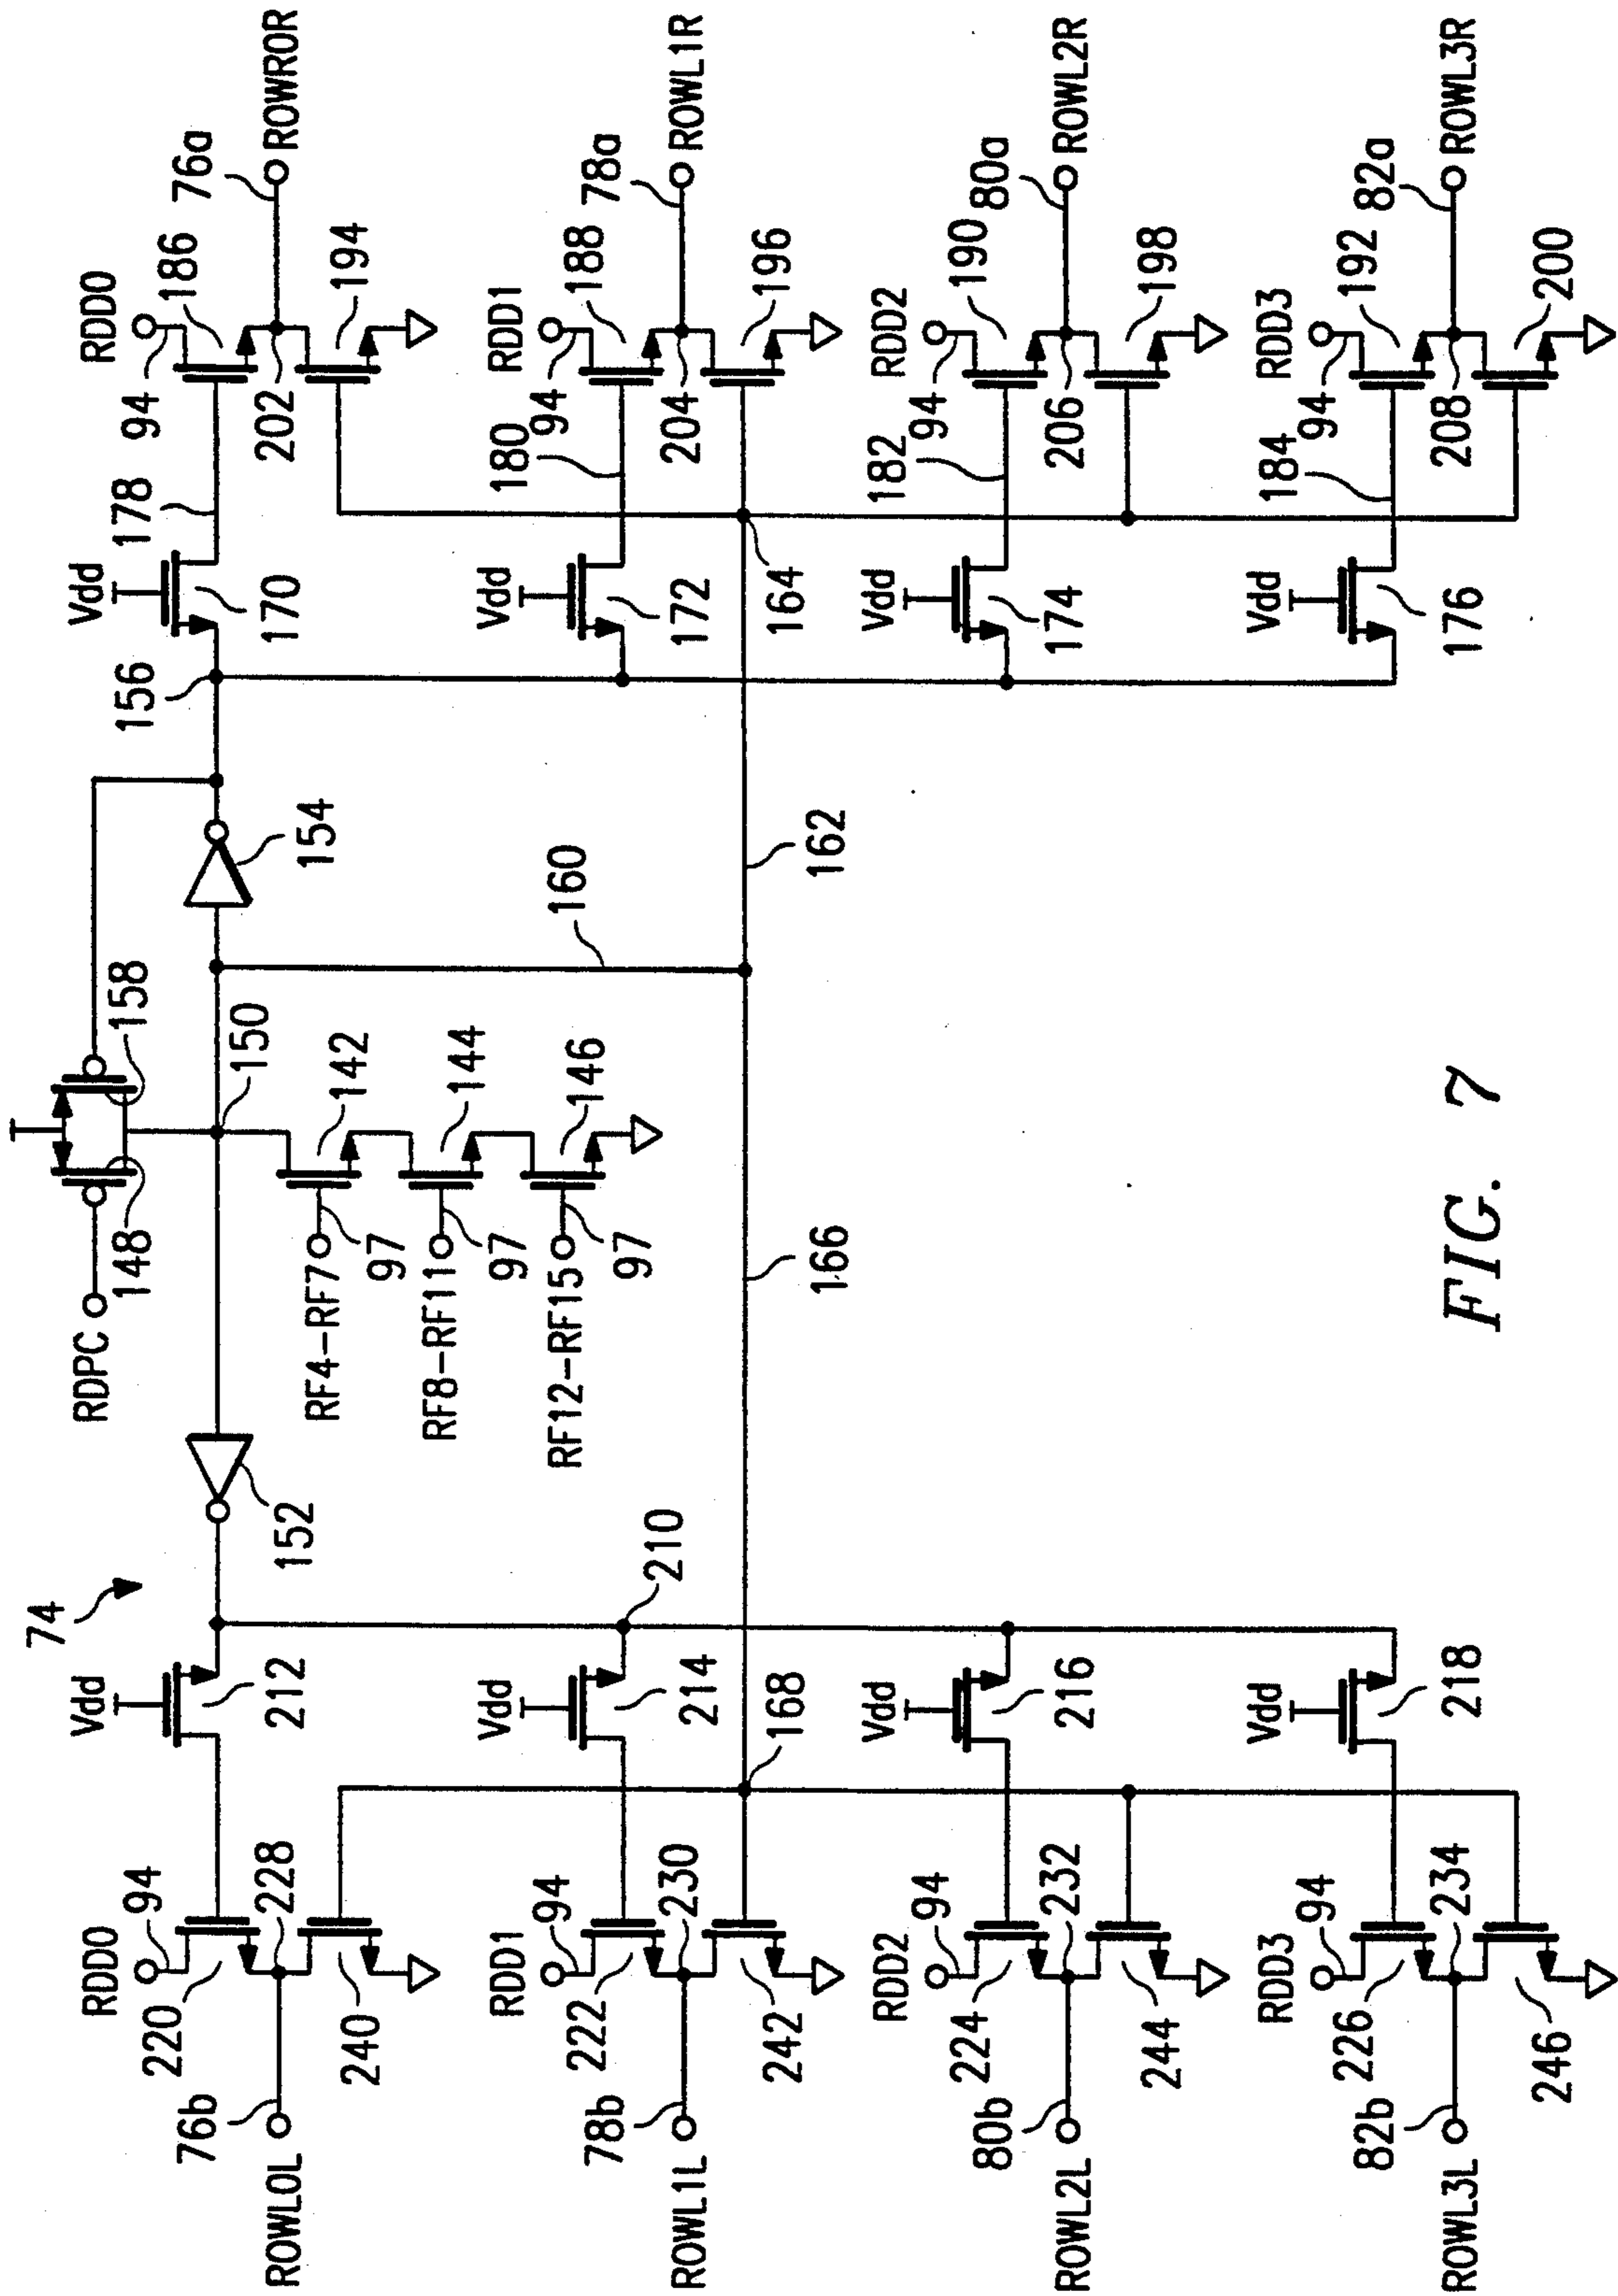 74
RDPC
148
158
150
152
154
156
160
162
164
166
168
RF4-RF7
97
142
RF8-RF11
97
144
RF12-RF15
97
146
RDD0
94
220
228
240
76b
ROWL0L
Vdd
212
210
Vdd
170
178
RDD0
94
186
202
194
76a
ROWR0R
RDD1
94
222
230
242
78b
ROWL1L
Vdd
214
Vdd
172
180
RDD1
94
188
204
196
78a
ROWL1R
RDD2
94
224
232
244
80b
ROWL2L
Vdd
216
Vdd
174
182
RDD2
94
190
206
198
80a
ROWL2R
RDD3
94
226
234
246
82b
ROWL3L
Vdd
218
Vdd
176
184
RDD3
94
192
208
200
82a
ROWL3R
FIG. 7